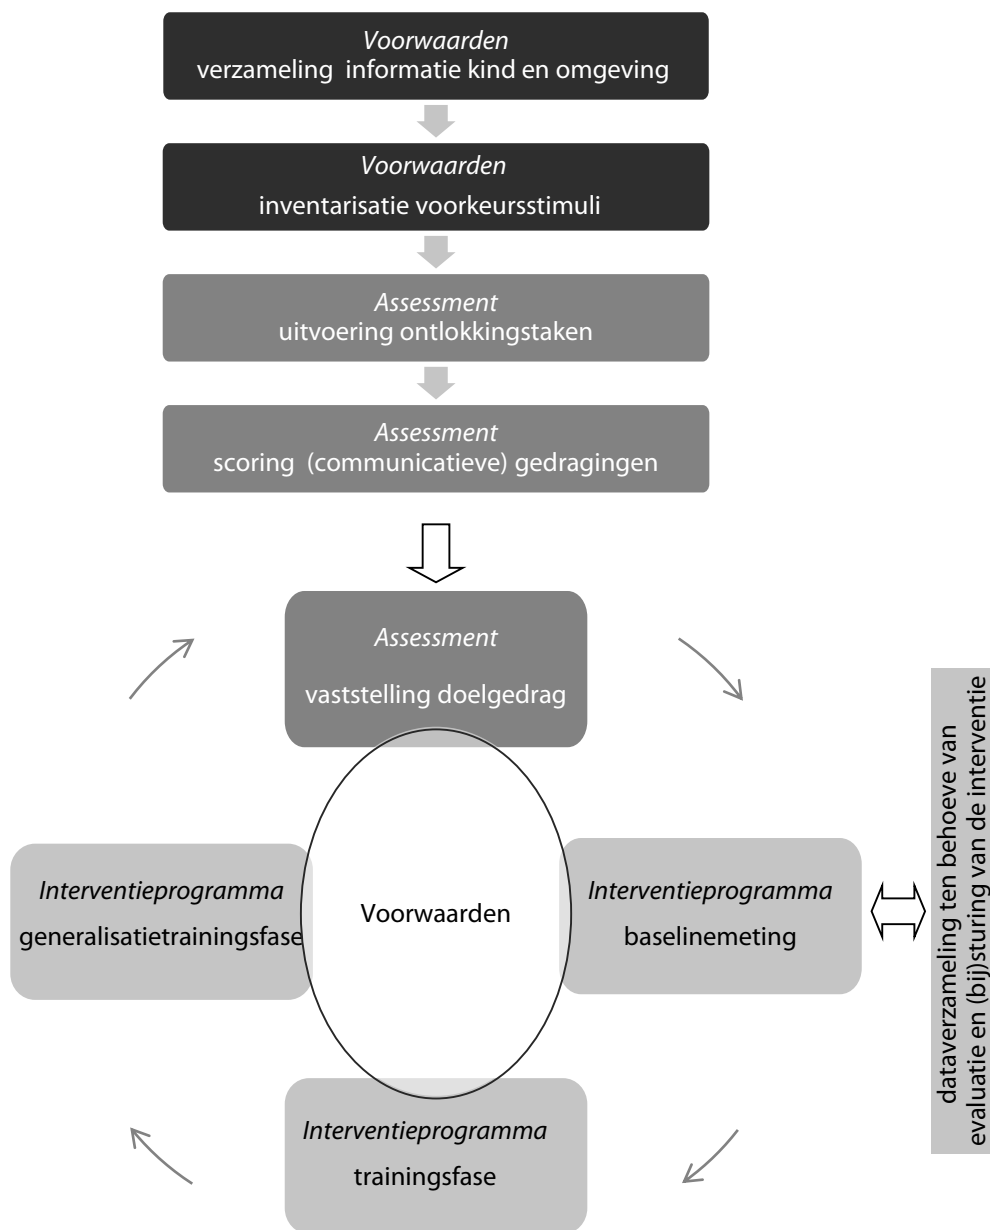 Voorwaarden
verzameling informatie kind en omgeving
Voorwaarden
inventarisatie voorkeursstimuli
Assessment
uitvoering ontlokkingstaken
Assessment
scoring (communicatieve) gedragingen
Assessment
vaststelling doelgedrag
Interventieprogramma
generalisatietrainingsfase
Voorwaarden
Interventieprogramma
baselinemeting
Interventieprogramma
trainingsfase
dataverzameling ten behoeve van
evaluatie en (bij)sturing van de interventie